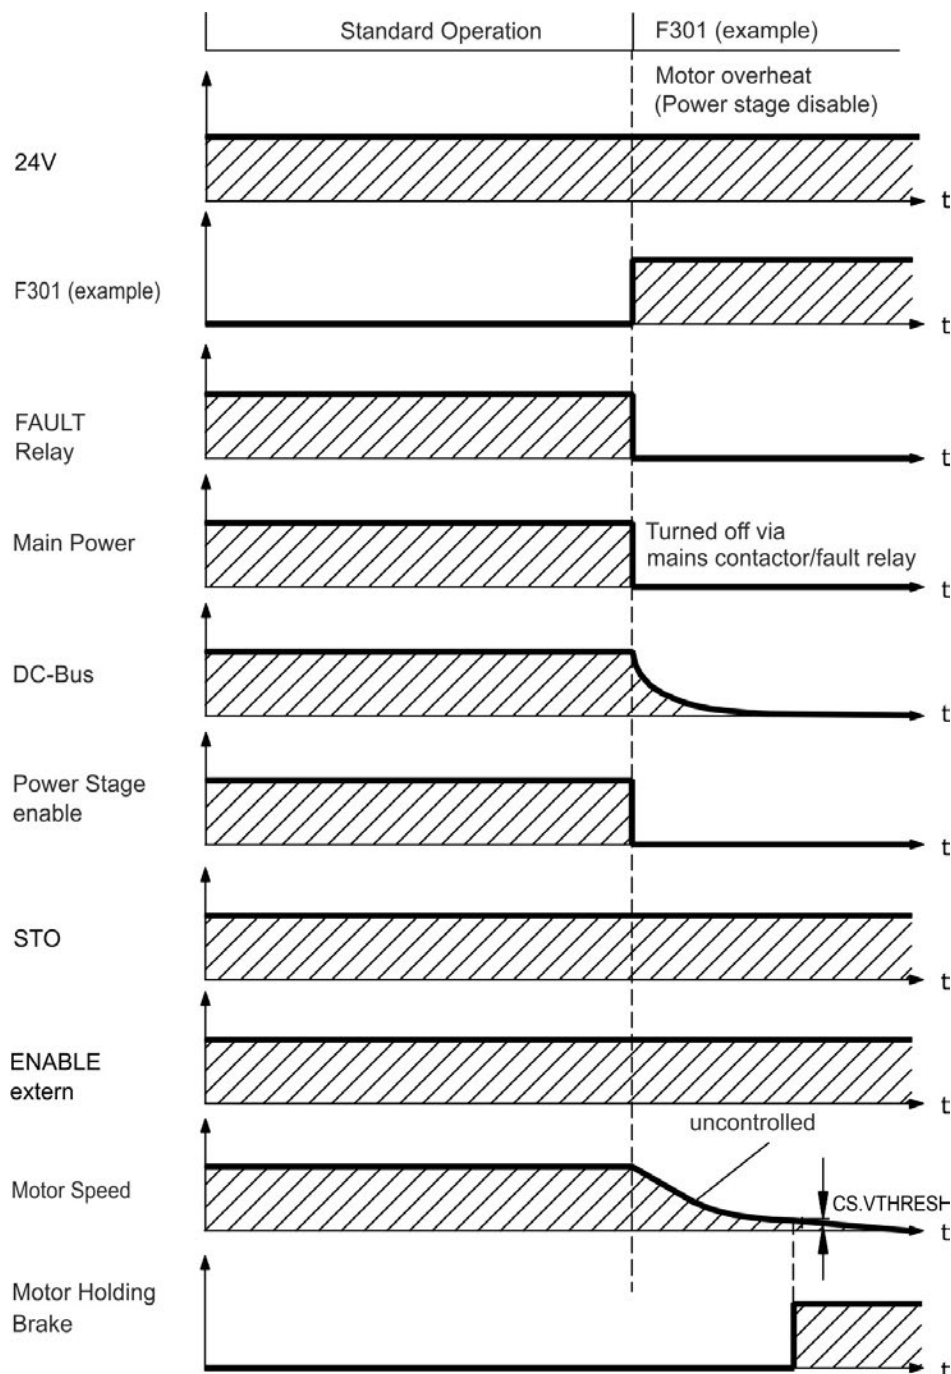 Standard Operation
F301 (example)
Motor overheat
(Power stage disable)
24V
t
F301 (example)
t
FAULT
Relay
t
Main Power
Turned off via
mains contactor/fault relay
t
DC-Bus
t
Power Stage
enable
t
STO
t
ENABLE
extern
t
uncontrolled
Motor Speed
CS.VTHRESH
t
Motor Holding
Brake
t